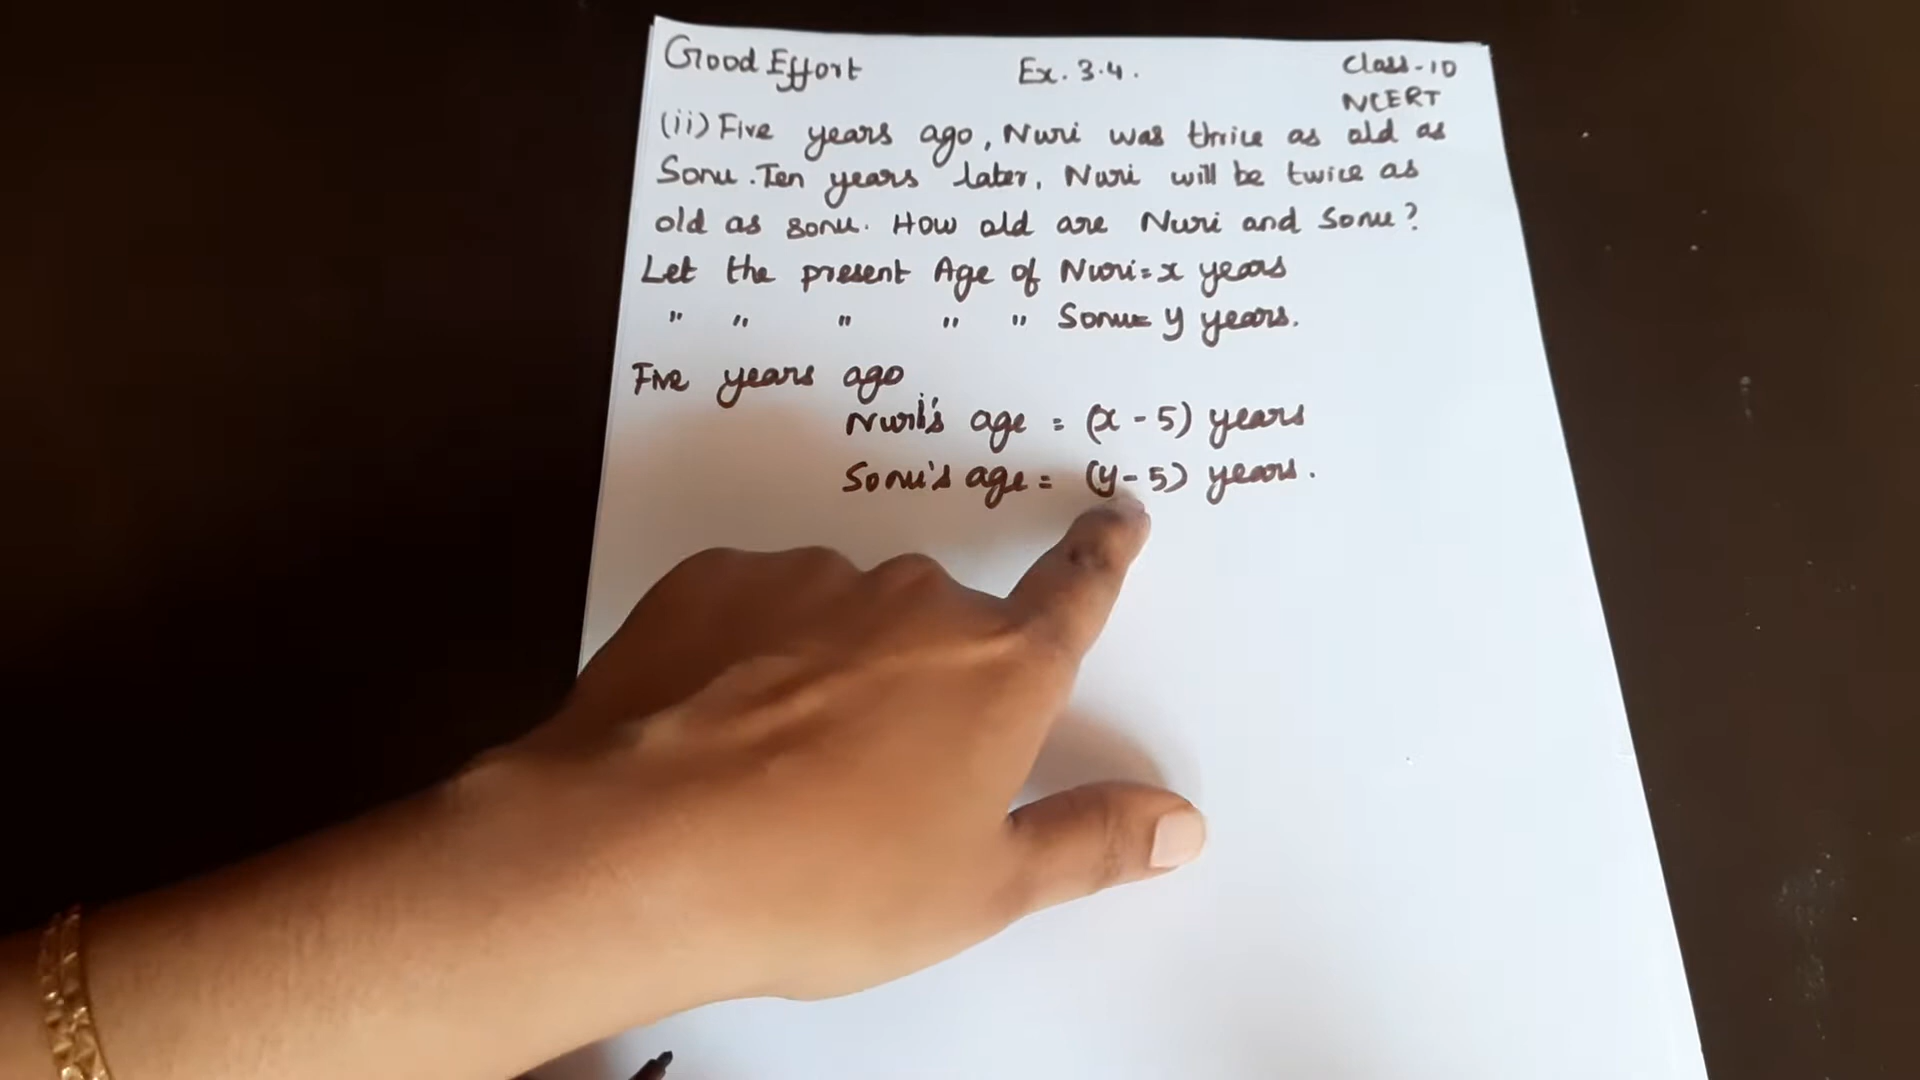 Good Effort Ex. 3.4. Class-10
NCERT
(ii) Five years ago, Nuri was thrice as old as
Sonu. Ten years later, Nuri will be twice as
old as sonu. How old are Nuri and Sonu?
Let the present Age of Nuri = x years
" " " " " Sonu = y years.
Five years ago,
Nuri's age = (x - 5) years
Sonu's age = (y - 5) years.